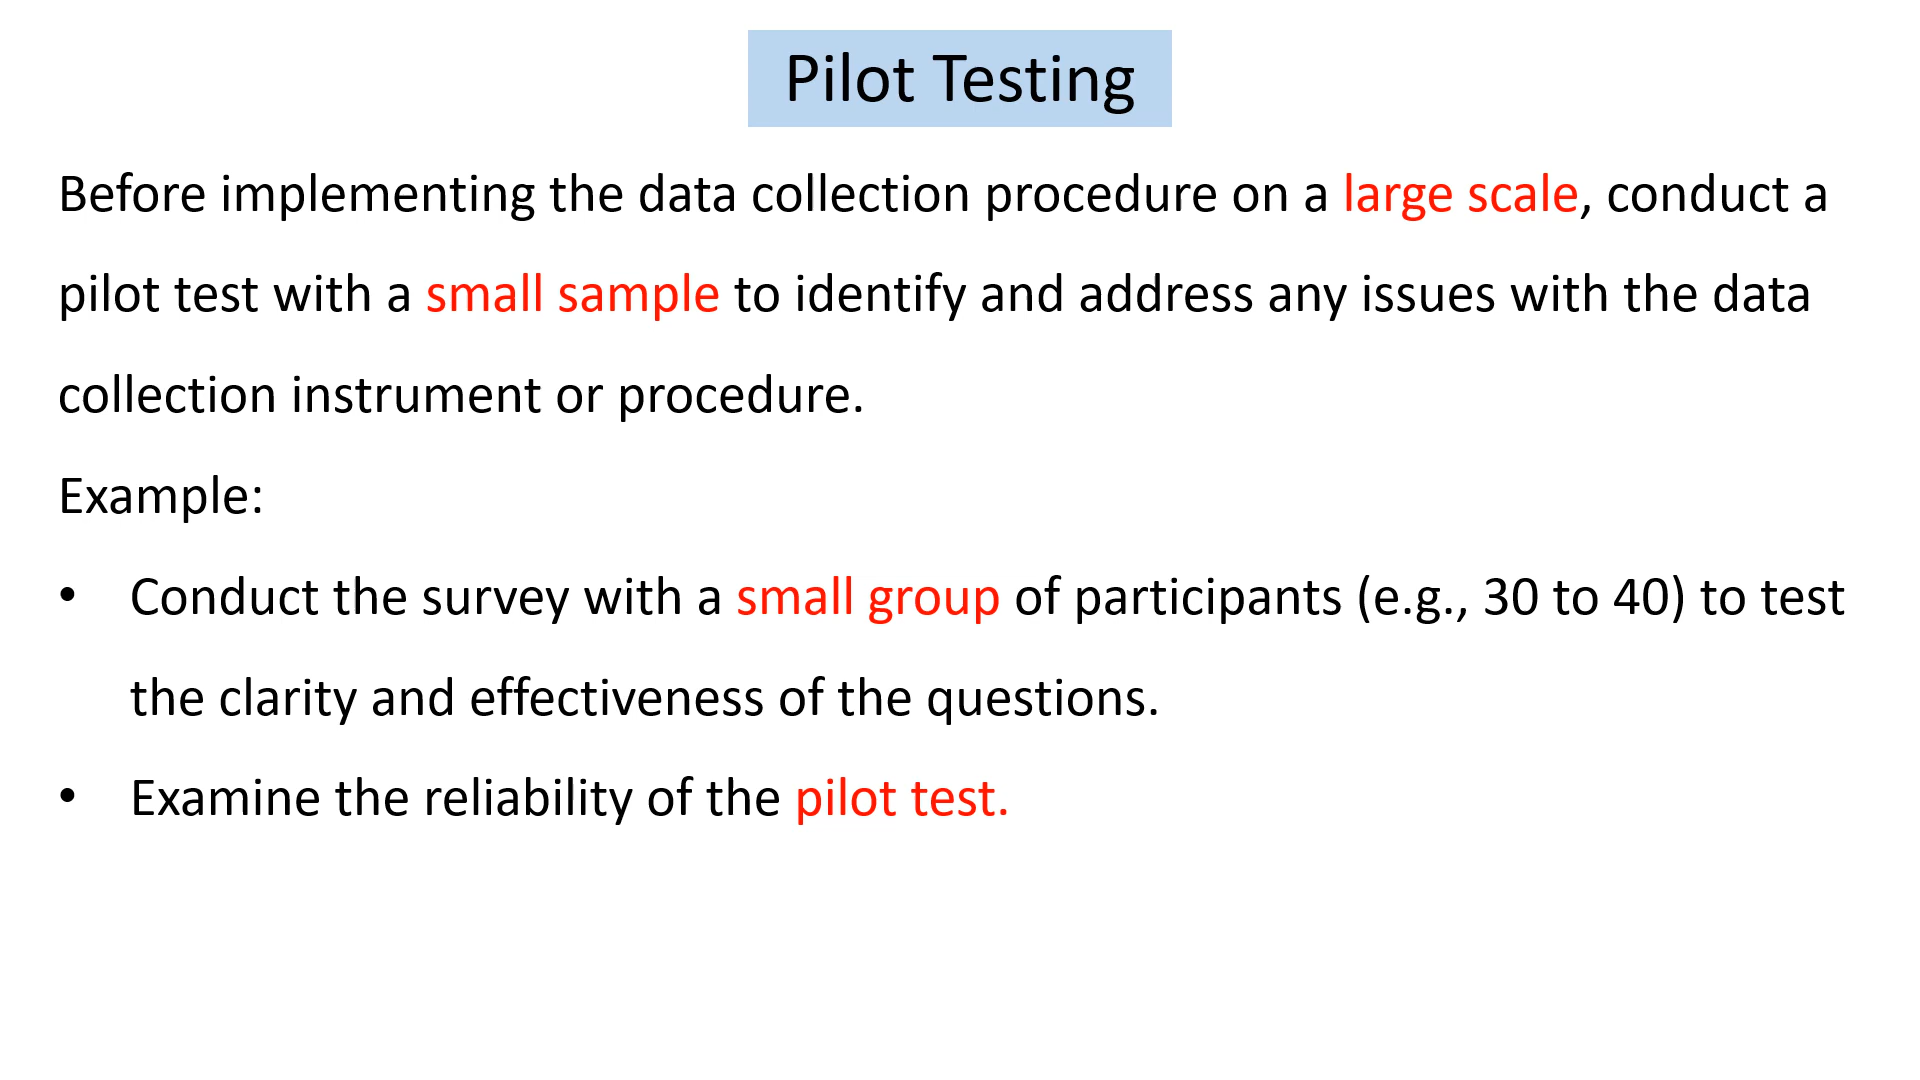 Pilot Testing
Before implementing the data collection procedure on a large scale, conduct a
pilot test with a small sample to identify and address any issues with the data
collection instrument or procedure.
Example:
• Conduct the survey with a small group of participants (e.g., 30 to 40) to test
the clarity and effectiveness of the questions.
• Examine the reliability of the pilot test.